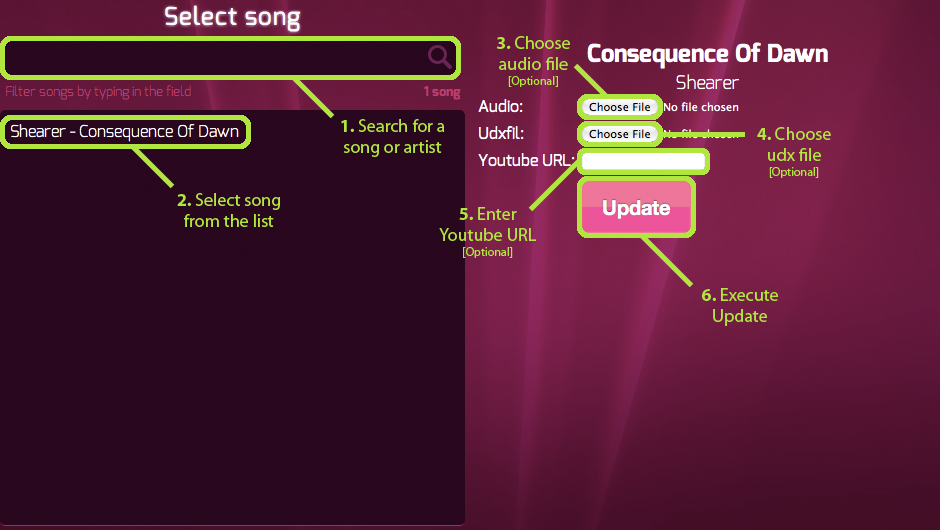 Select song
Filter songs by typing in the field
1 song
Shearer - Consequence Of Dawn
1. Search for a
song or artist
2. Select song
from the list
3. Choose
audio file
[Optional]
Consequence Of Dawn
Shearer
Audio:
Choose File
No file chosen
Udxfil:
Choose File
No file chosen
4. Choose
udx file
[Optional]
Youtube URL:
5. Enter
Youtube URL
[Optional]
Update
6. Execute
Update